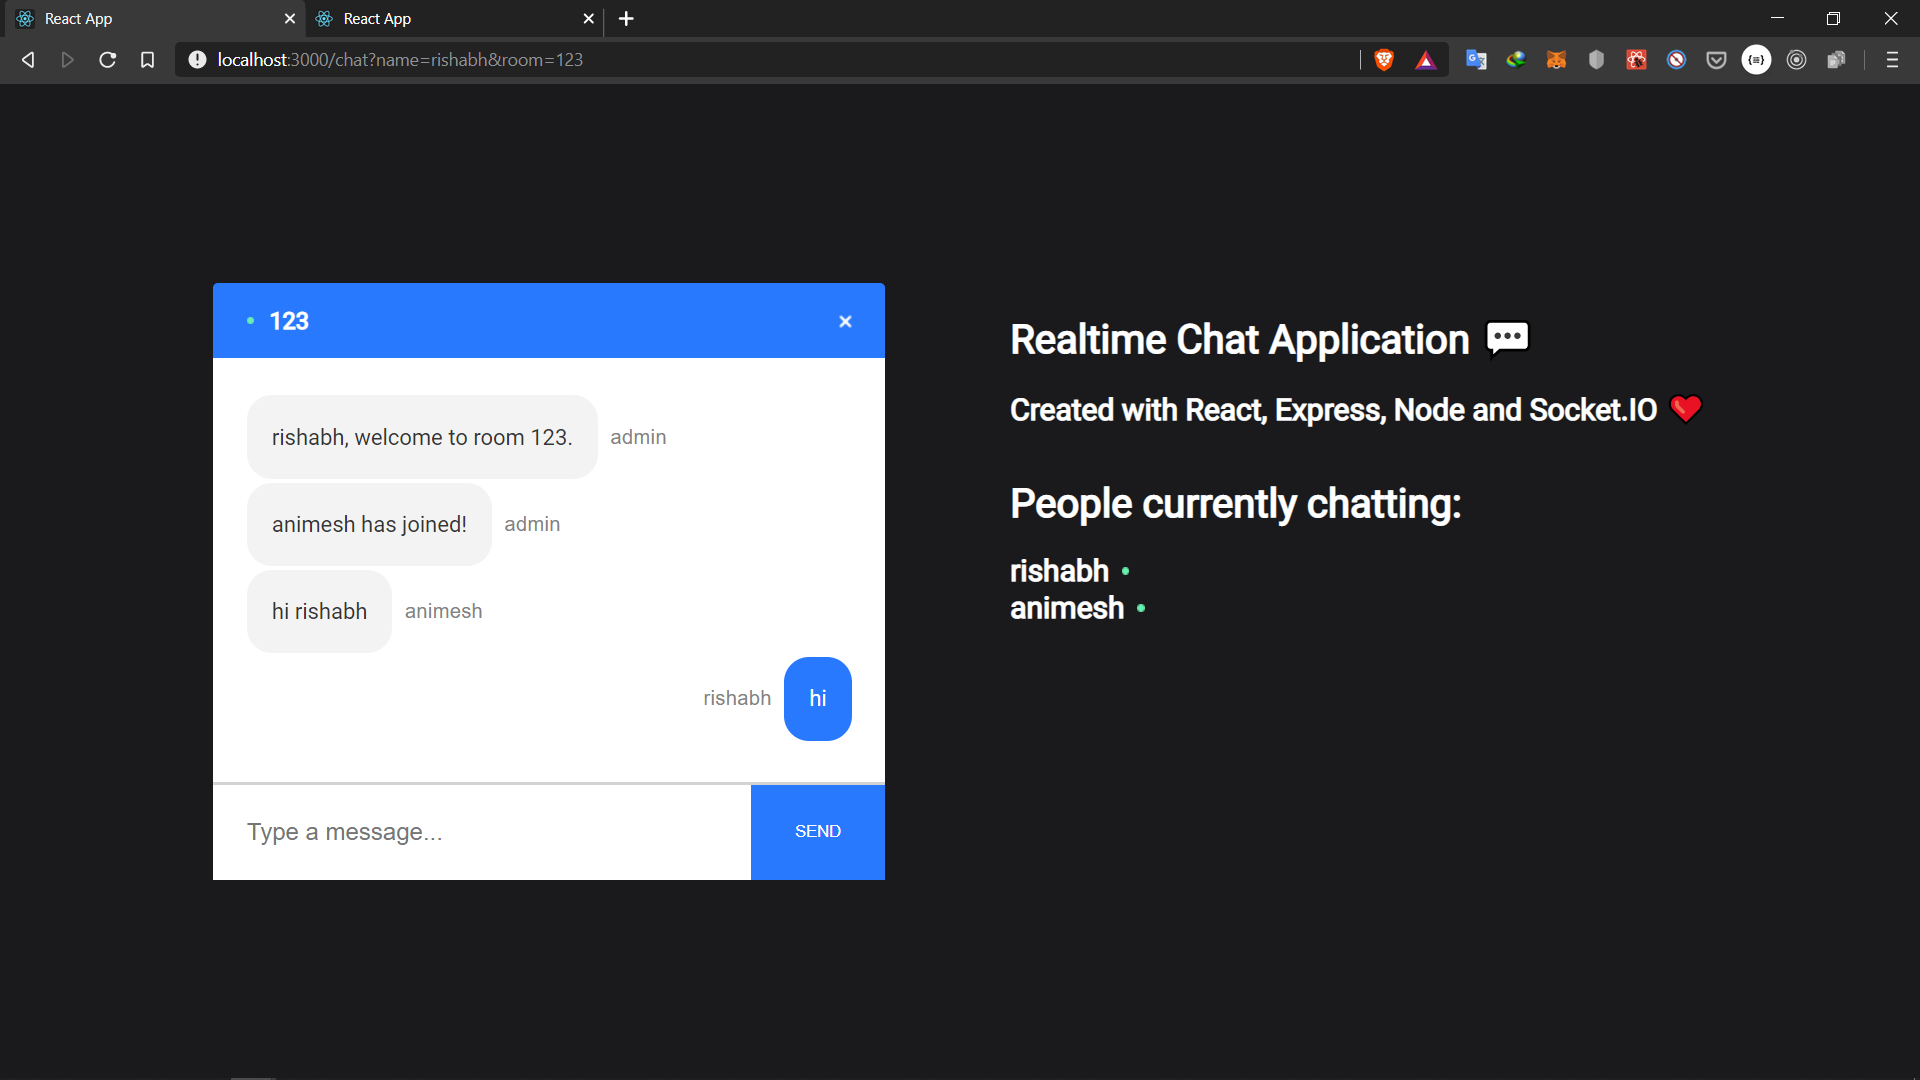 React App
React App
localhost:3000/chat?name=rishabh&room=123
123
rishabh, welcome to room 123. admin
animesh has joined! admin
hi rishabh animesh
rishabh hi
Type a message...
SEND
Realtime Chat Application 💬
Created with React, Express, Node and Socket.IO ❤️
People currently chatting:
rishabh
animesh